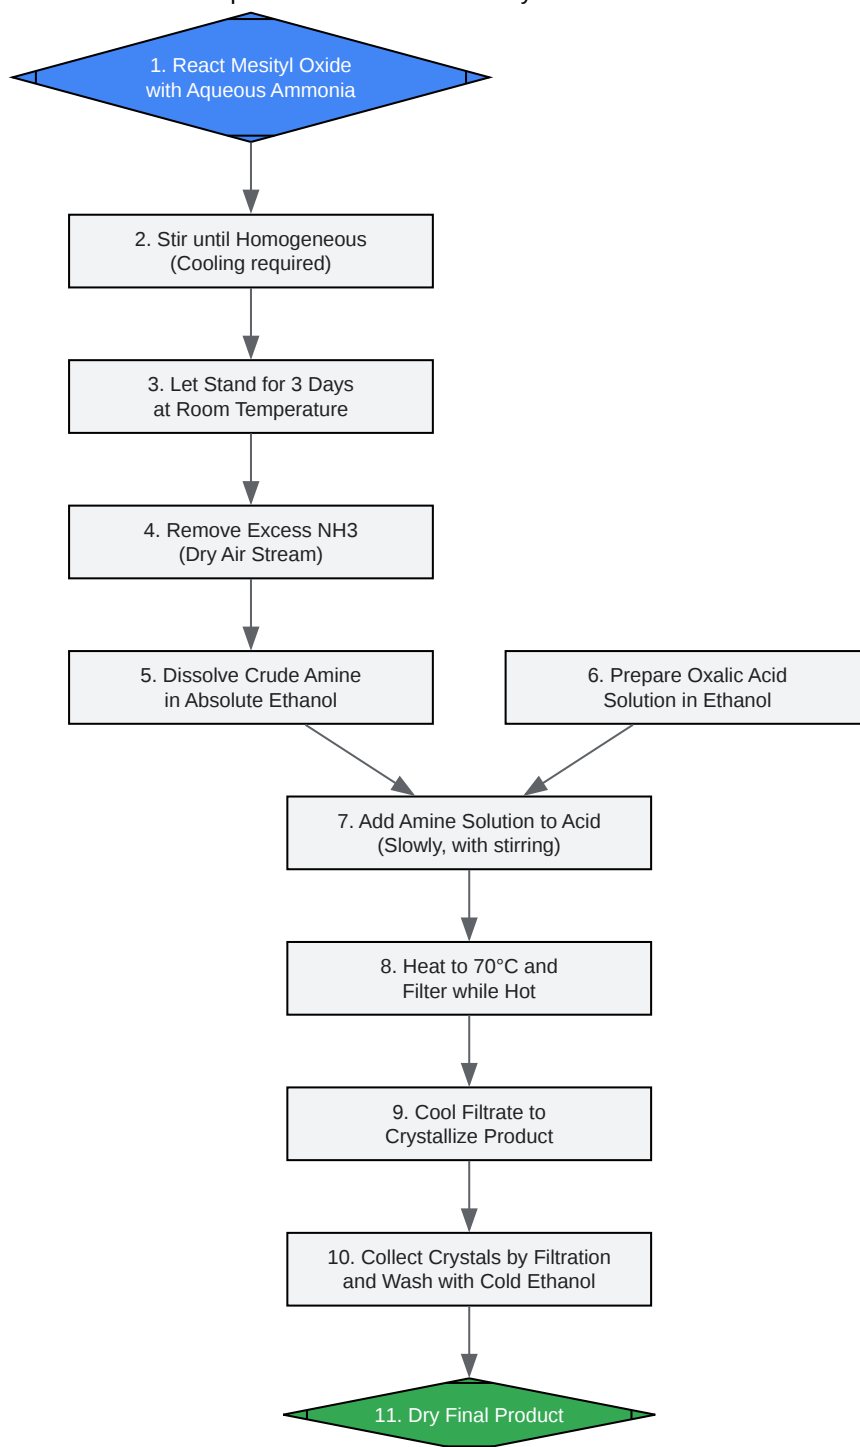 1. React Mesityl Oxide
with Aqueous Ammonia
2. Stir until Homogeneous
(Cooling required)
3. Let Stand for 3 Days
at Room Temperature
4. Remove Excess NH3
(Dry Air Stream)
5. Dissolve Crude Amine
in Absolute Ethanol
6. Prepare Oxalic Acid
Solution in Ethanol
7. Add Amine Solution to Acid
(Slowly, with stirring)
8. Heat to 70°C and
Filter while Hot
9. Cool Filtrate to
Crystallize Product
10. Collect Crystals by Filtration
and Wash with Cold Ethanol
11. Dry Final Product